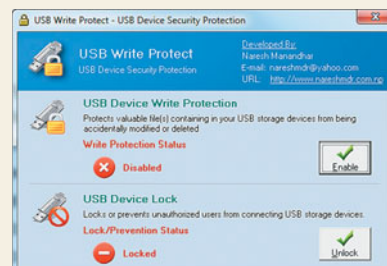 USB Write Protect - USB Device Security Protection
USB Write Protect
USB Device Security Protection
Developed By:
Naresh Manandhar
E-mail: nareshmdr@yahoo.com
URL: http://www.nareshmdr.com.np
USB Device Write Protection
Protects valuable file(s) containing in your USB storage devices from being
accidentally modified or deleted
Write Protection Status
Disabled
Enable
USB Device Lock
Locks or prevents unauthorized users from connecting USB storage devices.
Lock/Prevention Status
Locked
Unlock